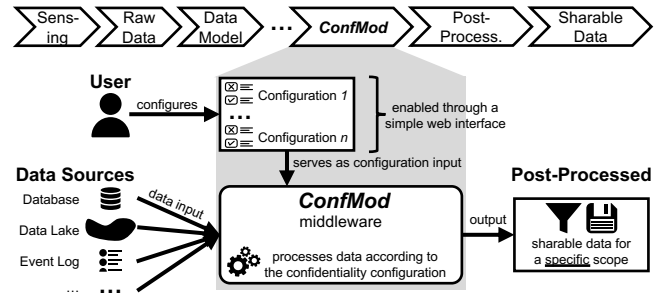 Sens-
ing
Raw
Data
Data
Model
...
ConfMod
Post-
Process.
Sharable
Data
User
configures
Configuration 1
...
Configuration n
enabled through a
simple web interface
serves as configuration input
Data Sources
Database
Data Lake
Event Log
...
...
data input
ConfMod
middleware
processes data according to
the confidentiality configuration
output
Post-Processed
sharable data for
a specific scope